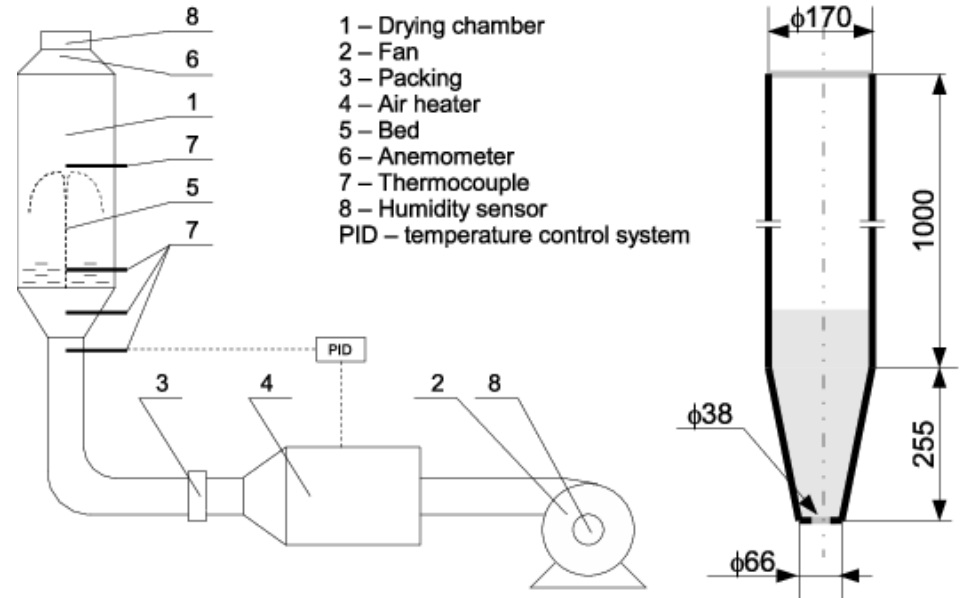 8
6
1
7
5
7
3
4
2
8
PID
1 – Drying chamber
2 – Fan
3 – Packing
4 – Air heater
5 – Bed
6 – Anemometer
7 – Thermocouple
8 – Humidity sensor
PID – temperature control system
ϕ170
1000
255
ϕ38
ϕ66